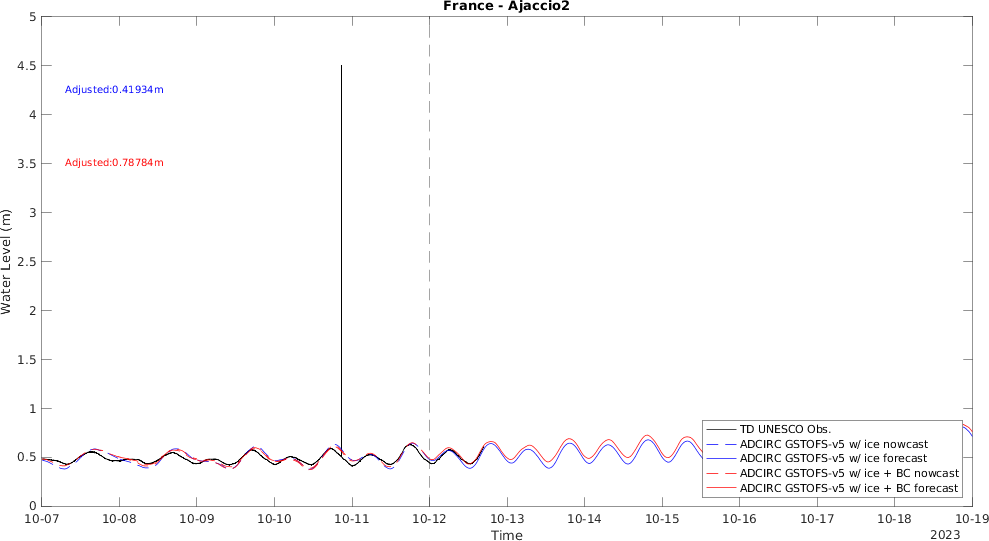 France - Ajaccio2
5
4.5
4
3.5
3
2.5
2
1.5
1
0.5
0
Water Level (m)
Adjusted:0.41934m
Adjusted:0.78784m
TD UNESCO Obs.
ADCIRC GSTOFS-v5 w/ ice nowcast
ADCIRC GSTOFS-v5 w/ ice forecast
ADCIRC GSTOFS-v5 w/ ice + BC nowcast
ADCIRC GSTOFS-v5 w/ ice + BC forecast
10-07 10-08 10-09 10-10 10-11 10-12 10-13 10-14 10-15 10-16 10-17 10-18 10-19
Time
2023